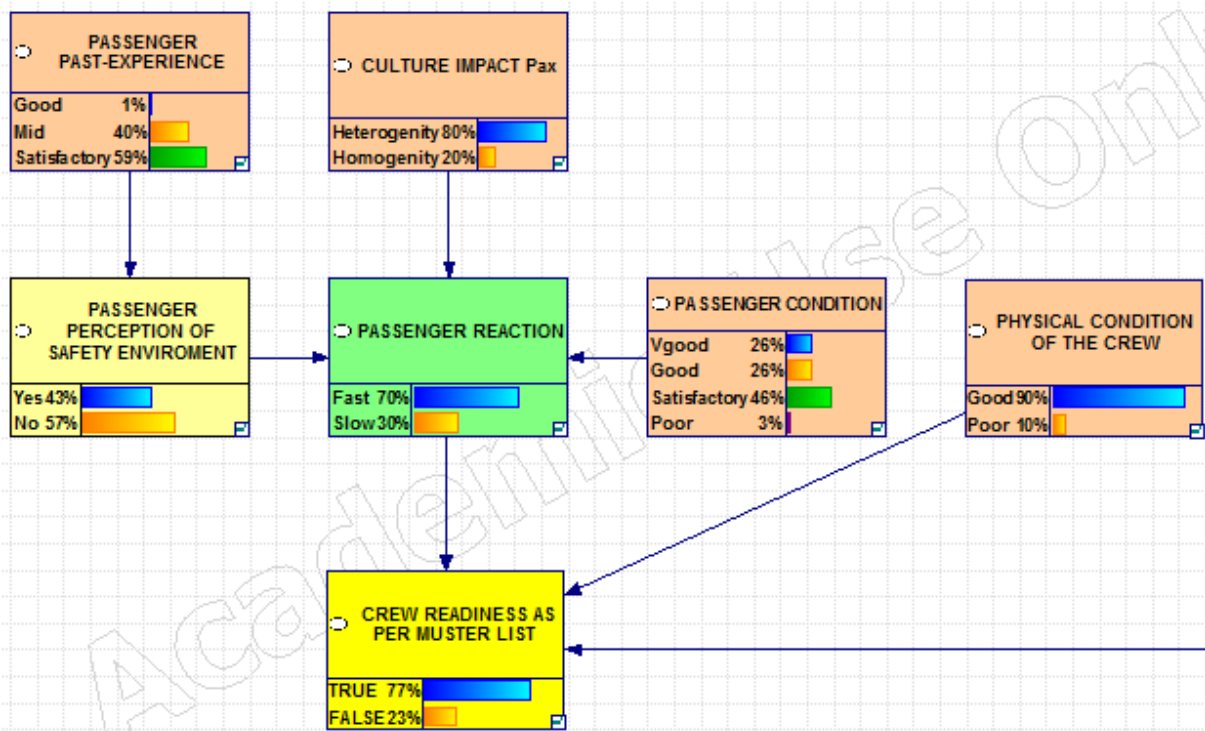 PASSENGER
PAST-EXPERIENCE
Good 1%
Mid 40%
Satisfactory 59%
CULTURE IMPACT Pax
Heterogenity 80%
Homogenity 20%
PASSENGER
PERCEPTION OF
SAFETY ENVIROMENT
Yes 43%
No 57%
PASSENGER REACTION
Fast 70%
Slow 30%
PASSENGER CONDITION
Vgood 26%
Good 26%
Satisfactory 46%
Poor 3%
PHYSICAL CONDITION
OF THE CREW
Good 90%
Poor 10%
CREW READINESS AS
PER MUSTER LIST
TRUE 77%
FALSE 23%